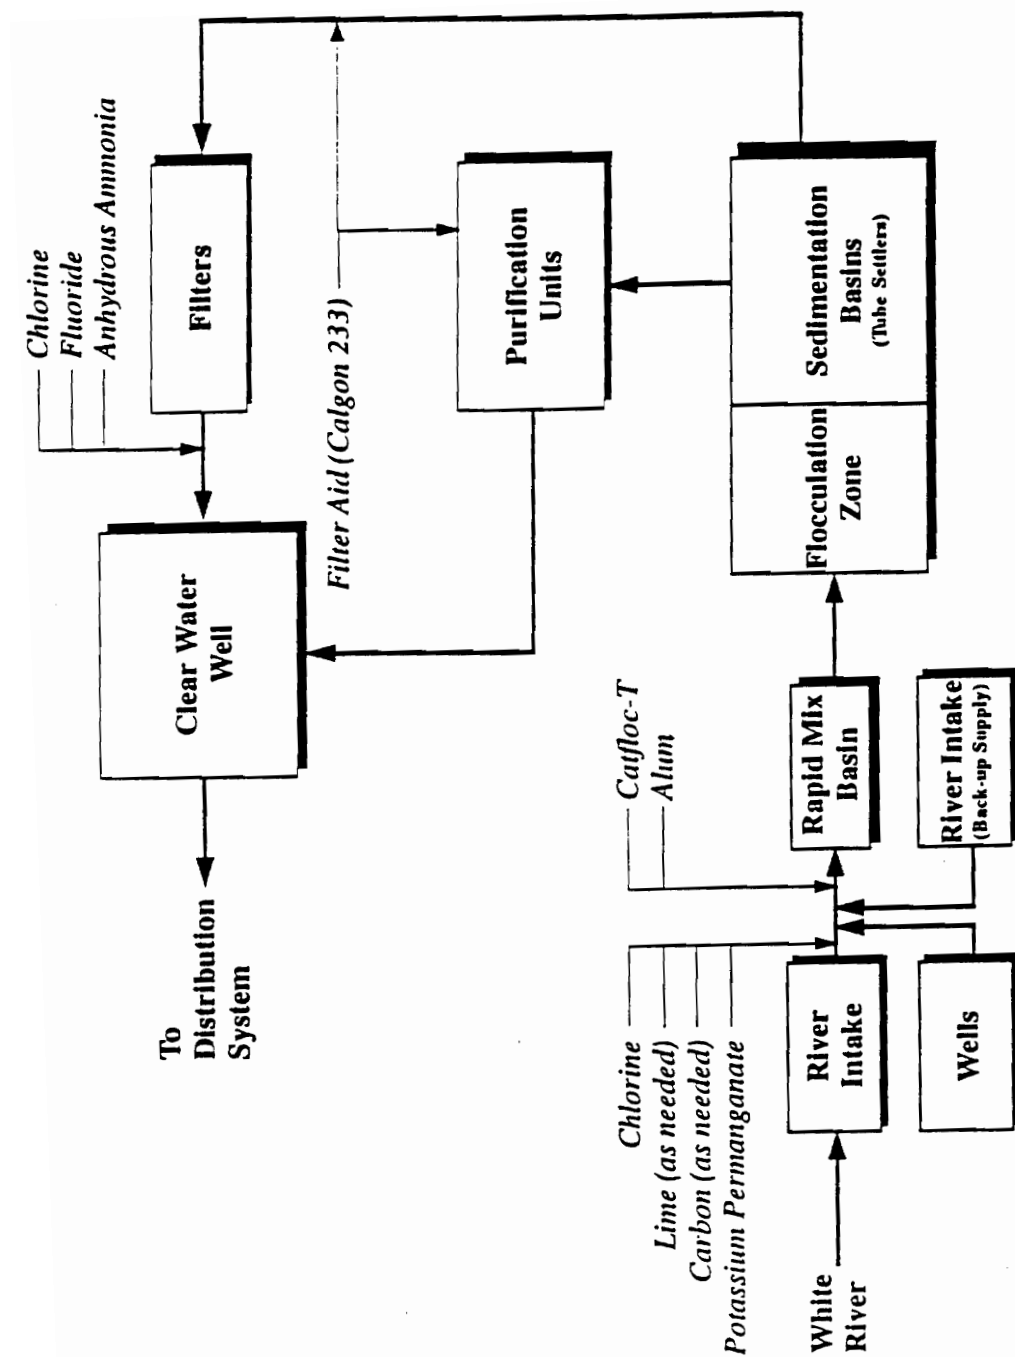 Chlorine
Fluoride
Anhydrous Ammonia
To
Distribution
System
Clear Water
Well
Filters
Filter Aid (Calgon 233)
Purification
Units
Chlorine
Lime (as needed)
Carbon (as needed)
Potassium Permanganate
Catfloc-T
Alum
White
River
River
Intake
Rapid Mix
Basin
Flocculation
Zone
Sedimentation
Basins
(Tube Settlers)
Wells
River Intake
(Back-up Supply)